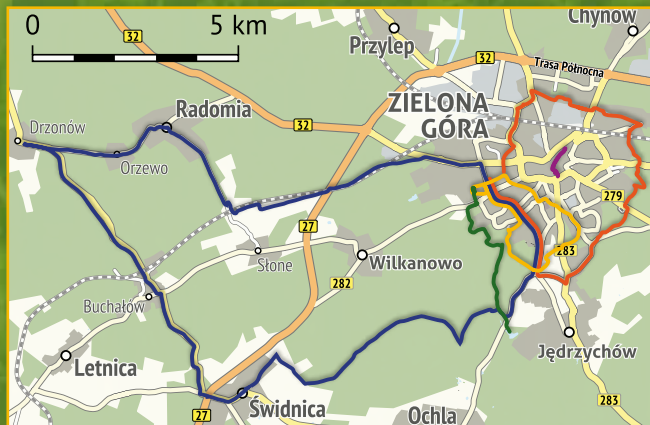 0
5 km
32
Chynów
Przylep
32
Trasa Północna
Radomia
ZIELONA
GÓRA
Drzonów
32
Orzewo
279
27
283
Słone
Wilkanowo
282
Buchałów
Letnica
Jędrzychów
Świdnica
27
Ochla
283